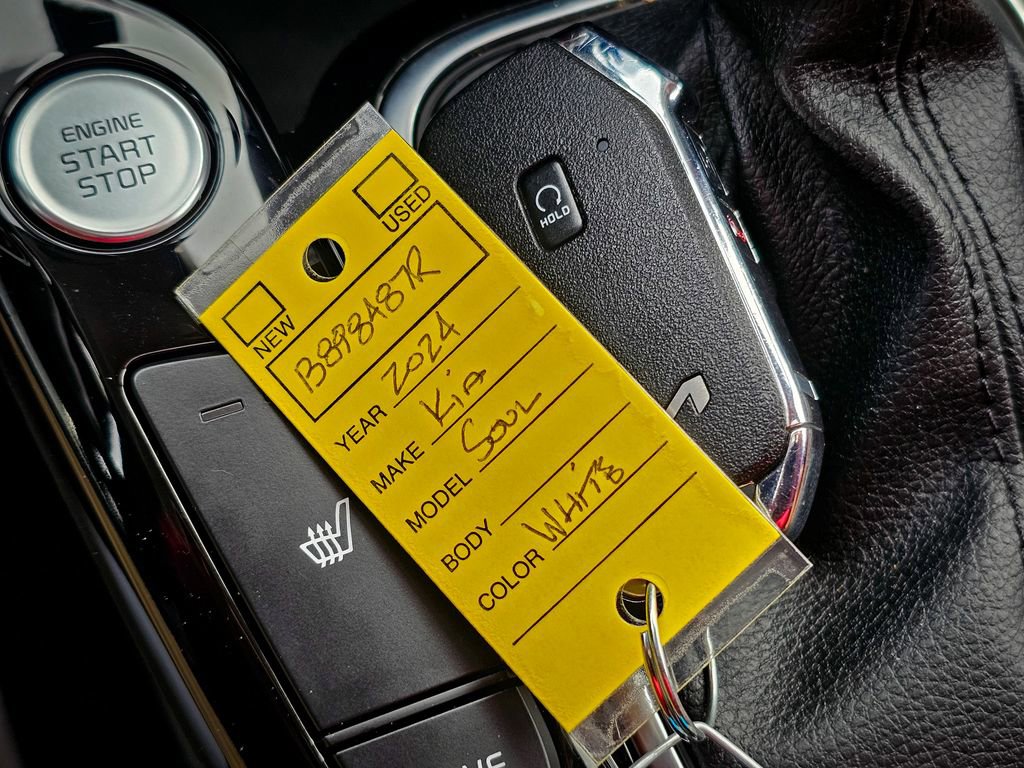 ENGINE
START
STOP
HOLD
USED
NEW
B898A87R
YEAR 2024
MAKE Kia
MODEL SOUL
BODY
COLOR WHITE